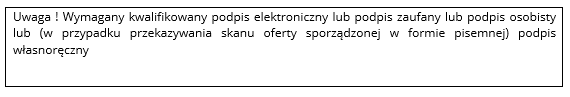 Uwaga ! Wymagany kwalifikowany podpis elektroniczny lub podpis zaufany lub podpis osobisty
lub (w przypadku przekazywania skanu oferty sporządzonej w formie pisemnej) podpis
własnoręczny